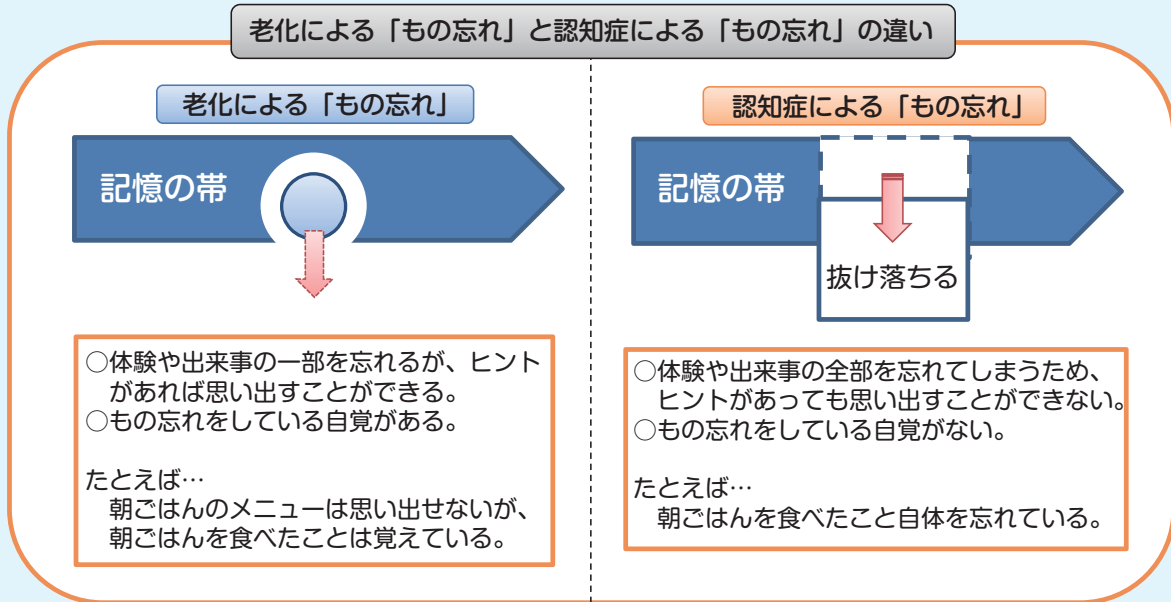 老化による「もの忘れ」と認知症による「もの忘れ」の違い
老化による「もの忘れ」
記憶の帯
○体験や出来事の一部を忘れるが、ヒント
があれば思い出すことができる。
○もの忘れをしている自覚がある。
たとえば…
朝ごはんのメニューは思い出せないが、
朝ごはんを食べたことは覚えている。
認知症による「もの忘れ」
記憶の帯
抜け落ちる
○体験や出来事の全部を忘れてしまうため、
ヒントがあっても思い出すことができない。
○もの忘れをしている自覚がない。
たとえば…
朝ごはんを食べたこと自体を忘れている。